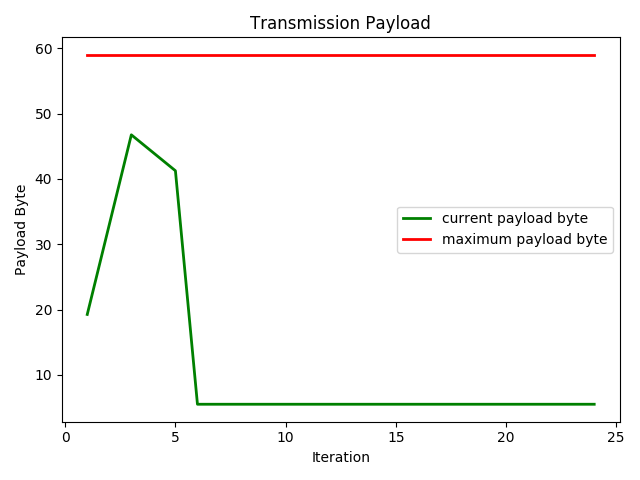 Transmission Payload
60
50
40
30
20
10
Payload Byte
current payload byte
maximum payload byte
0 5 10 15 20 25
Iteration